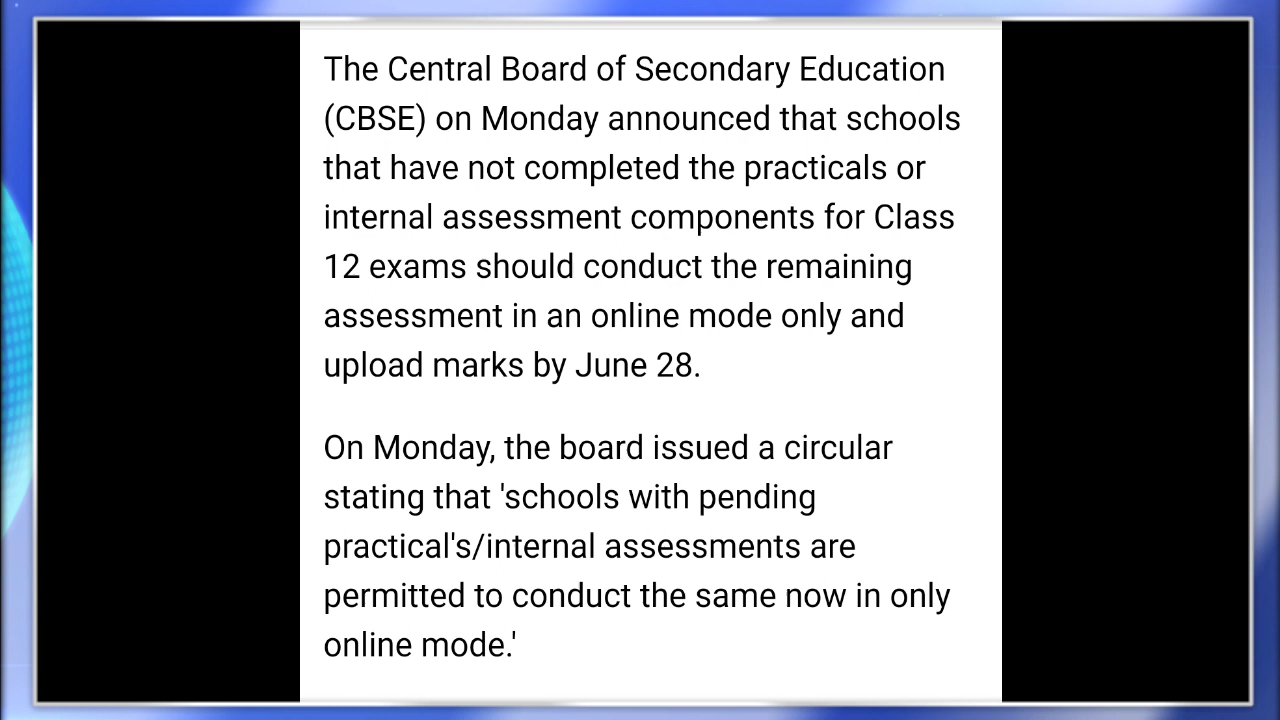 The Central Board of Secondary Education
(CBSE) on Monday announced that schools
that have not completed the practicals or
internal assessment components for Class
12 exams should conduct the remaining
assessment in an online mode only and
upload marks by June 28.
On Monday, the board issued a circular
stating that 'schools with pending
practical's/internal assessments are
permitted to conduct the same now in only
online mode.'